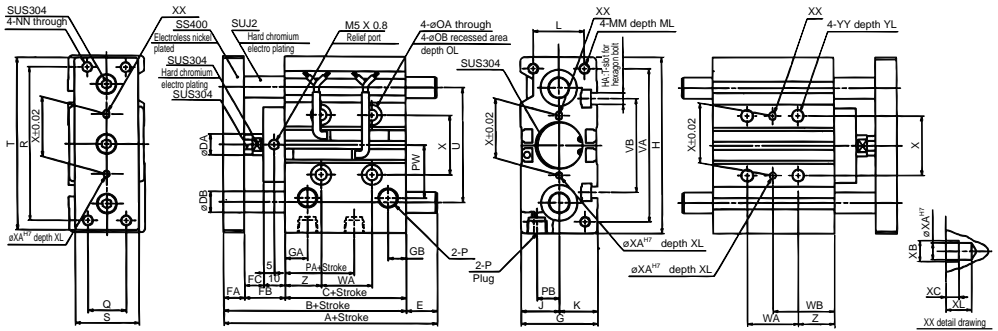 SUS304
4-NN through
XX
T
R
X±0.02
øXA H7 depth XL
Q
S
SS400
Electroless nickel
plated
SUJ2
Hard chromium
electro plating
SUS304
Hard chromium
electro plating
SUS304
M5 X 0.8
Relief port
4-øOA through
4-øOB recessed area
depth OL
øDA
øDB
PW
X
U
GA
GB
5
PA+Stroke
10
FC
Z
WA
FA
FB
C+Stroke
B+Stroke
E
A+Stroke
2-P
XX
L
4-MM depth ML
SUS304
HA:T-slot for
hexagon bolt
X±0.02
VB
VA
H
øXA H7 depth XL
2-P
Plug
PB
J
K
G
XX
4-YY depth YL
X±0.02
X
øXA H7 depth XL
WB
WA
Z
XB
øXA H7
XC
XL
XX detail drawing